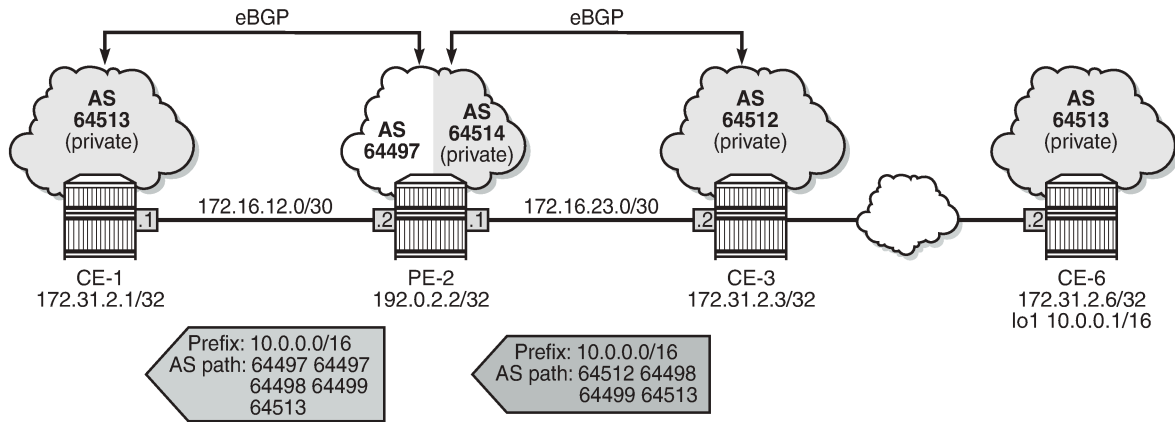 eBGP
eBGP
AS
64513
(private)
AS
64497
AS
64514
(private)
AS
64512
(private)
AS
64513
(private)
.1
172.16.12.0/30
.2
.1
172.16.23.0/30
.2
.2
CE-1
172.31.2.1/32
PE-2
192.0.2.2/32
CE-3
172.31.2.3/32
CE-6
172.31.2.6/32
lo1 10.0.0.1/16
Prefix: 10.0.0.0/16
AS path: 64497 64497
64498 64499
64513
Prefix: 10.0.0.0/16
AS path: 64512 64498
64499 64513